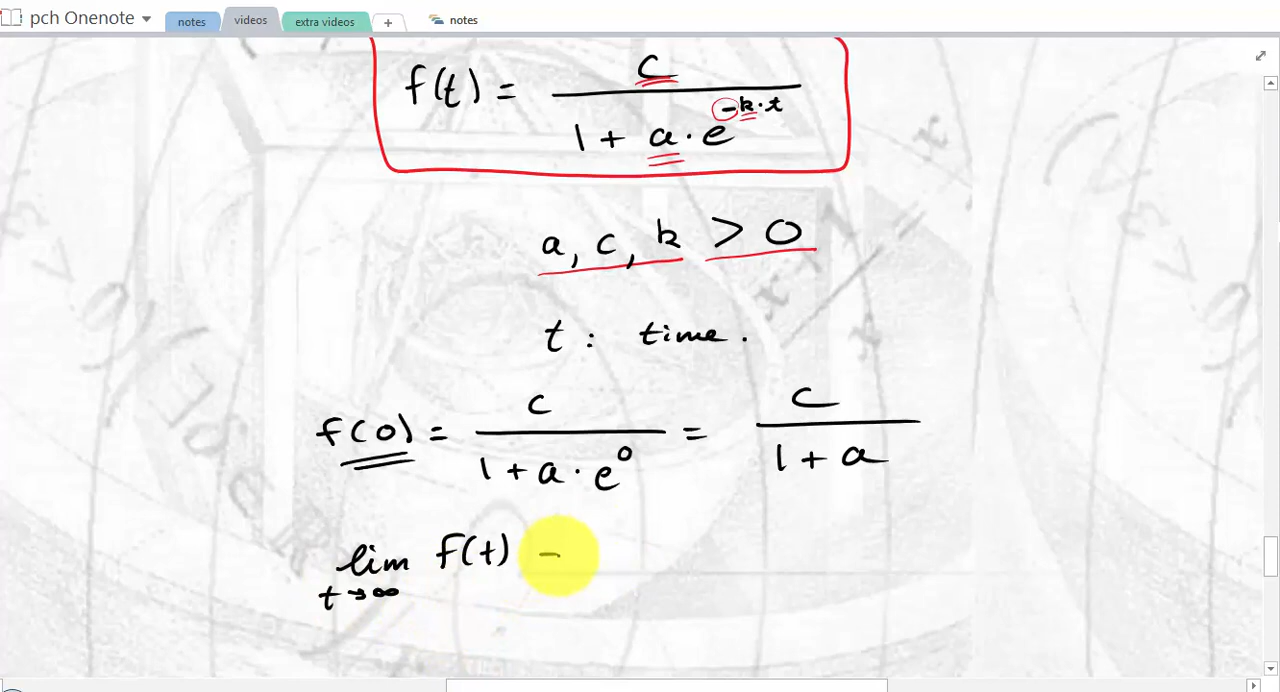 pch Onenote notes videos extra videos + notes
f(t) = c / (1 + a · e^(-k·t))
a, c, k > 0
t : time.
f(0) = c / (1 + a · e^0) = c / (1 + a)
lim t→∞ f(t) -